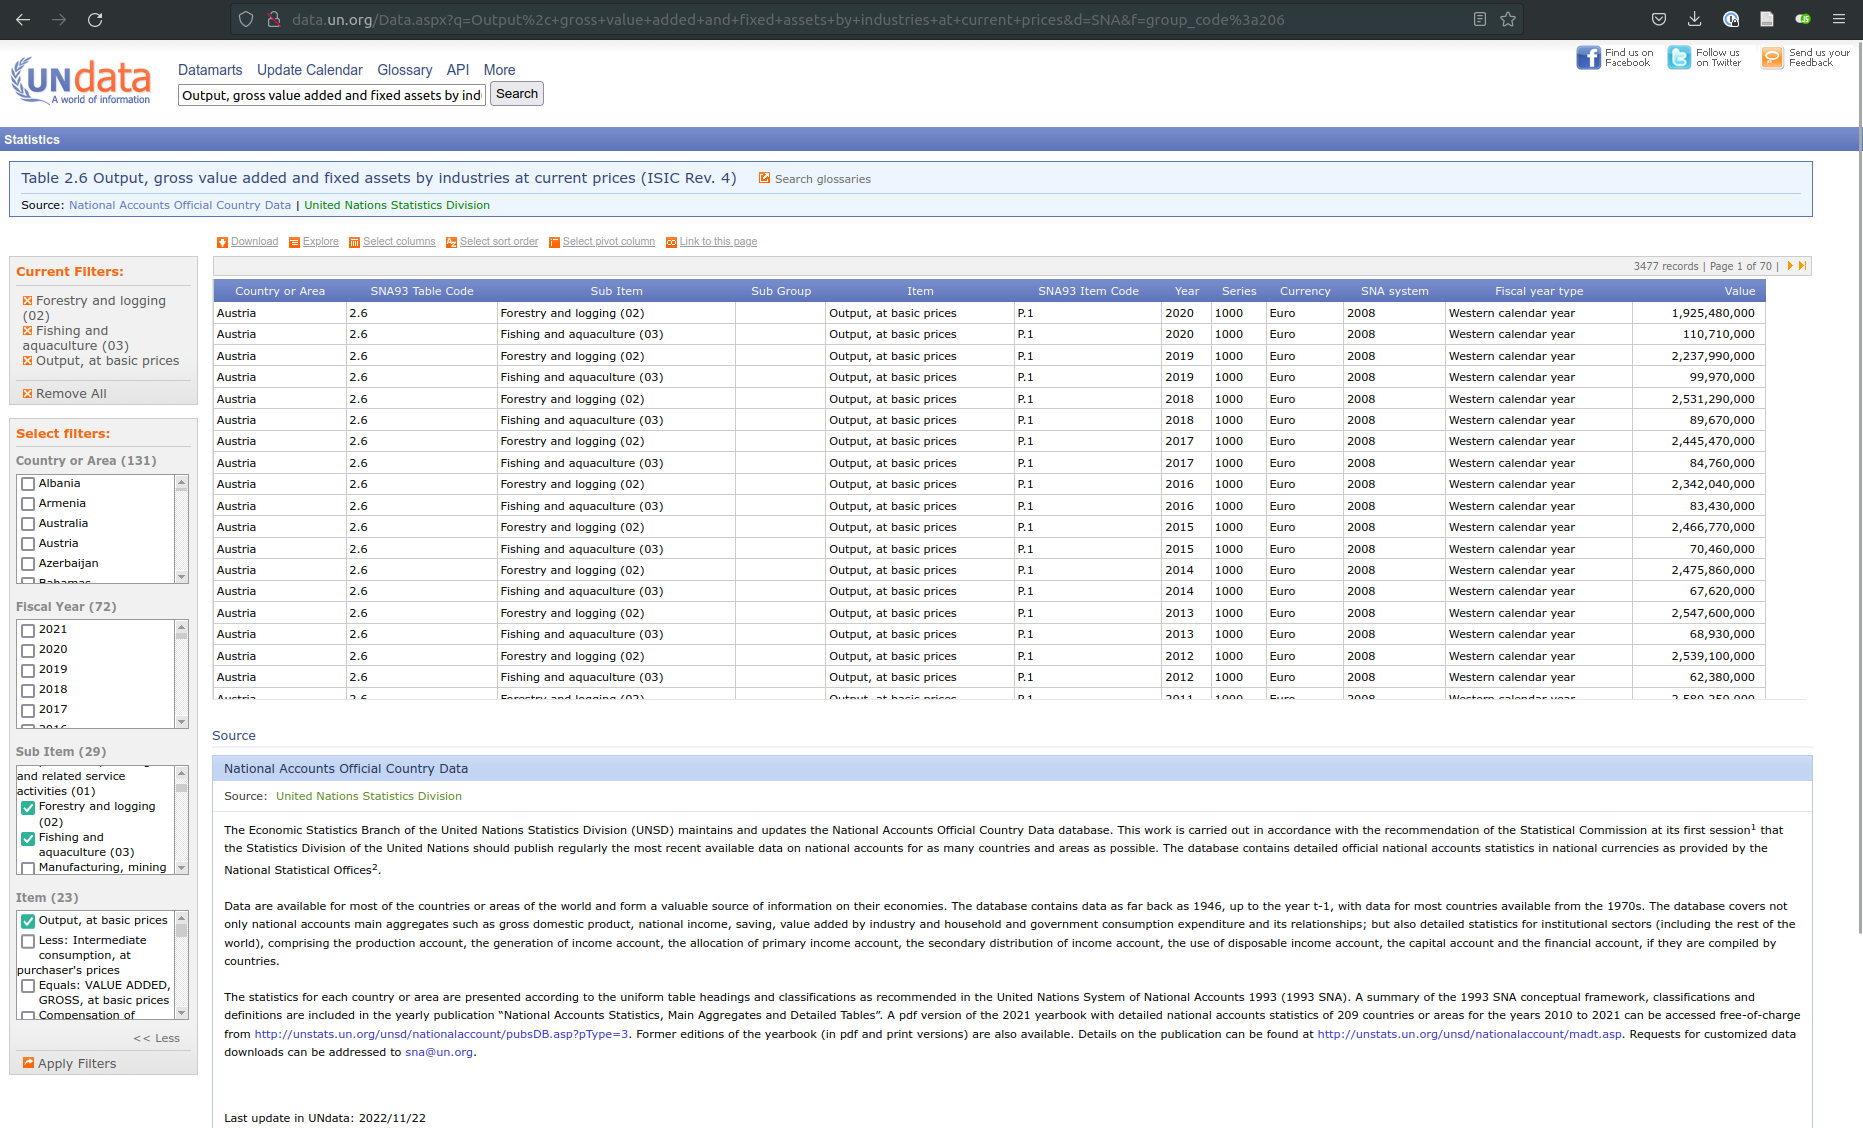 data.un.org/Data.aspx?q=Output%2c+gross+value+added+and+fixed+assets+by+industries+at+current+prices&d=SNA&f=group_code%3a206
UNdata
A world of information
Datamarts Update Calendar Glossary API More
Output, gross value added and fixed assets by ind Search
Find us on Facebook
Follow us on Twitter
Send us your Feedback
Statistics
Table 2.6 Output, gross value added and fixed assets by industries at current prices (ISIC Rev. 4) Search glossaries
Source: National Accounts Official Country Data | United Nations Statistics Division
Download Explore Select columns Select sort order Select pivot column Link to this page
Current Filters:
Forestry and logging
(02)
Fishing and
aquaculture (03)
Output, at basic prices
Remove All
Select filters:
Country or Area (131)
Albania
Armenia
Australia
Austria
Azerbaijan
Bahamas
Fiscal Year (72)
2021
2020
2019
2018
2017
2016
Sub Item (29)
and related service
activities (01)
Forestry and logging
(02)
Fishing and
aquaculture (03)
Manufacturing, mining
Item (23)
Output, at basic prices
Less: Intermediate
consumption, at
purchaser's prices
Equals: VALUE ADDED,
GROSS, at basic prices
Compensation of
<< Less
Apply Filters
3477 records | Page 1 of 70 |
Country or Area SNA93 Table Code Sub Item Sub Group Item SNA93 Item Code Year Series Currency SNA system Fiscal year type Value
Austria 2.6 Forestry and logging (02) Output, at basic prices P.1 2020 1000 Euro 2008 Western calendar year 1,925,480,000
Austria 2.6 Fishing and aquaculture (03) Output, at basic prices P.1 2020 1000 Euro 2008 Western calendar year 110,710,000
Austria 2.6 Forestry and logging (02) Output, at basic prices P.1 2019 1000 Euro 2008 Western calendar year 2,237,990,000
Austria 2.6 Fishing and aquaculture (03) Output, at basic prices P.1 2019 1000 Euro 2008 Western calendar year 99,970,000
Austria 2.6 Forestry and logging (02) Output, at basic prices P.1 2018 1000 Euro 2008 Western calendar year 2,531,290,000
Austria 2.6 Fishing and aquaculture (03) Output, at basic prices P.1 2018 1000 Euro 2008 Western calendar year 89,670,000
Austria 2.6 Forestry and logging (02) Output, at basic prices P.1 2017 1000 Euro 2008 Western calendar year 2,445,470,000
Austria 2.6 Fishing and aquaculture (03) Output, at basic prices P.1 2017 1000 Euro 2008 Western calendar year 84,760,000
Austria 2.6 Forestry and logging (02) Output, at basic prices P.1 2016 1000 Euro 2008 Western calendar year 2,342,040,000
Austria 2.6 Fishing and aquaculture (03) Output, at basic prices P.1 2016 1000 Euro 2008 Western calendar year 83,430,000
Austria 2.6 Forestry and logging (02) Output, at basic prices P.1 2015 1000 Euro 2008 Western calendar year 2,466,770,000
Austria 2.6 Fishing and aquaculture (03) Output, at basic prices P.1 2015 1000 Euro 2008 Western calendar year 70,460,000
Austria 2.6 Forestry and logging (02) Output, at basic prices P.1 2014 1000 Euro 2008 Western calendar year 2,475,860,000
Austria 2.6 Fishing and aquaculture (03) Output, at basic prices P.1 2014 1000 Euro 2008 Western calendar year 67,620,000
Austria 2.6 Forestry and logging (02) Output, at basic prices P.1 2013 1000 Euro 2008 Western calendar year 2,547,600,000
Austria 2.6 Fishing and aquaculture (03) Output, at basic prices P.1 2013 1000 Euro 2008 Western calendar year 68,930,000
Austria 2.6 Forestry and logging (02) Output, at basic prices P.1 2012 1000 Euro 2008 Western calendar year 2,539,100,000
Austria 2.6 Fishing and aquaculture (03) Output, at basic prices P.1 2012 1000 Euro 2008 Western calendar year 62,380,000
Austria 2.6 Forestry and logging (02) Output, at basic prices P.1 2011 1000 Euro 2008 Western calendar year
Source
National Accounts Official Country Data
Source: United Nations Statistics Division
The Economic Statistics Branch of the United Nations Statistics Division (UNSD) maintains and updates the National Accounts Official Country Data database. This work is carried out in accordance with the recommendation of the Statistical Commission at its first session1 that
the Statistics Division of the United Nations should publish regularly the most recent available data on national accounts for as many countries and areas as possible. The database contains detailed official national accounts statistics in national currencies as provided by the
National Statistical Offices2.
Data are available for most of the countries or areas of the world and form a valuable source of information on their economies. The database contains data as far back as 1946, up to the year t-1, with data for most countries available from the 1970s. The database covers not
only national accounts main aggregates such as gross domestic product, national income, saving, value added by industry and household and government consumption expenditure and its relationships; but also detailed statistics for institutional sectors (including the rest of the
world), comprising the production account, the generation of income account, the allocation of primary income account, the secondary distribution of income account, the use of disposable income account, the capital account and the financial account, if they are compiled by
countries.
The statistics for each country or area are presented according to the uniform table headings and classifications as recommended in the United Nations System of National Accounts 1993 (1993 SNA). A summary of the 1993 SNA conceptual framework, classifications and
definitions are included in the yearly publication “National Accounts Statistics, Main Aggregates and Detailed Tables”. A pdf version of the 2021 yearbook with detailed national accounts statistics of 209 countries or areas for the years 2010 to 2021 can be accessed free-of-charge
from http://unstats.un.org/unsd/nationalaccount/pubsDB.asp?pType=3. Former editions of the yearbook (in pdf and print versions) are also available. Details on the publication can be found at http://unstats.un.org/unsd/nationalaccount/madt.asp. Requests for customized data
downloads can be addressed to sna@un.org.
Last update in UNdata: 2022/11/22